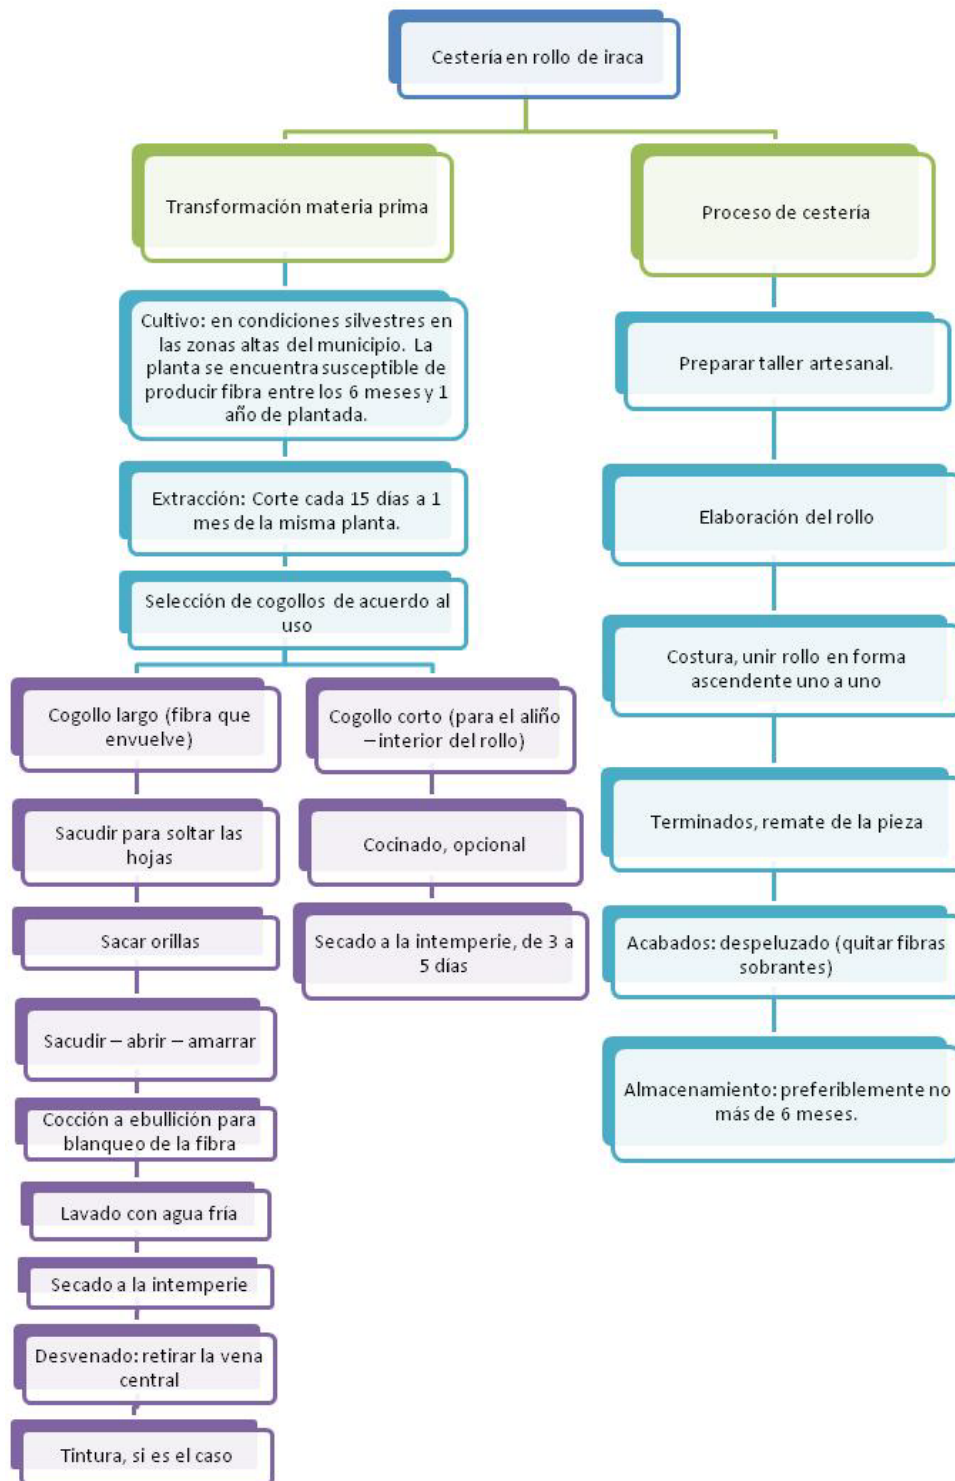 Cestería en rollo de iraca
Transformación materia prima
Cultivo: en condiciones silvestres en
las zonas altas del municipio. La
planta se encuentra susceptible de
producir fibra entre los 6 meses y 1
año de plantada.
Extracción: Corte cada 15 días a 1
mes de la misma planta.
Selección de cogollos de acuerdo al
uso
Cogollo largo (fibra que
envuelve)
Sacudir para soltar las
hojas
Sacar orillas
Sacudir – abrir – amarrar
Cocción a ebullición para
blanqueo de la fibra
Lavado con agua fría
Secado a la intemperie
Desvenado: retirar la vena
central
Tintura, si es el caso
Cogollo corto (para el aliño
– interior del rollo)
Cocinado, opcional
Secado a la intemperie, de 3 a
5 días
Proceso de cestería
Preparar taller artesanal.
Elaboración del rollo
Costura, unir rollo en forma
ascendente uno a uno
Terminados, remate de la pieza
Acabados: despeluzado (quitar fibras
sobrantes)
Almacenamiento: preferiblemente no
más de 6 meses.